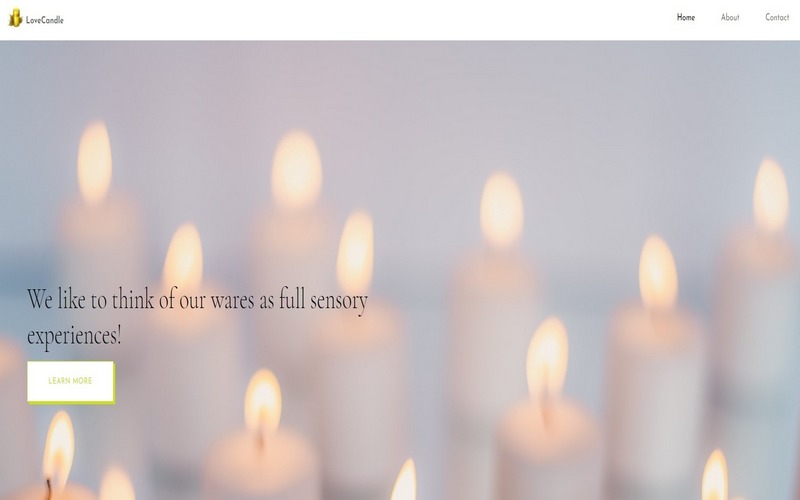 LoveCandle
Home
About
Contact
We like to think of our wares as full sensory
experiences!
LEARN MORE